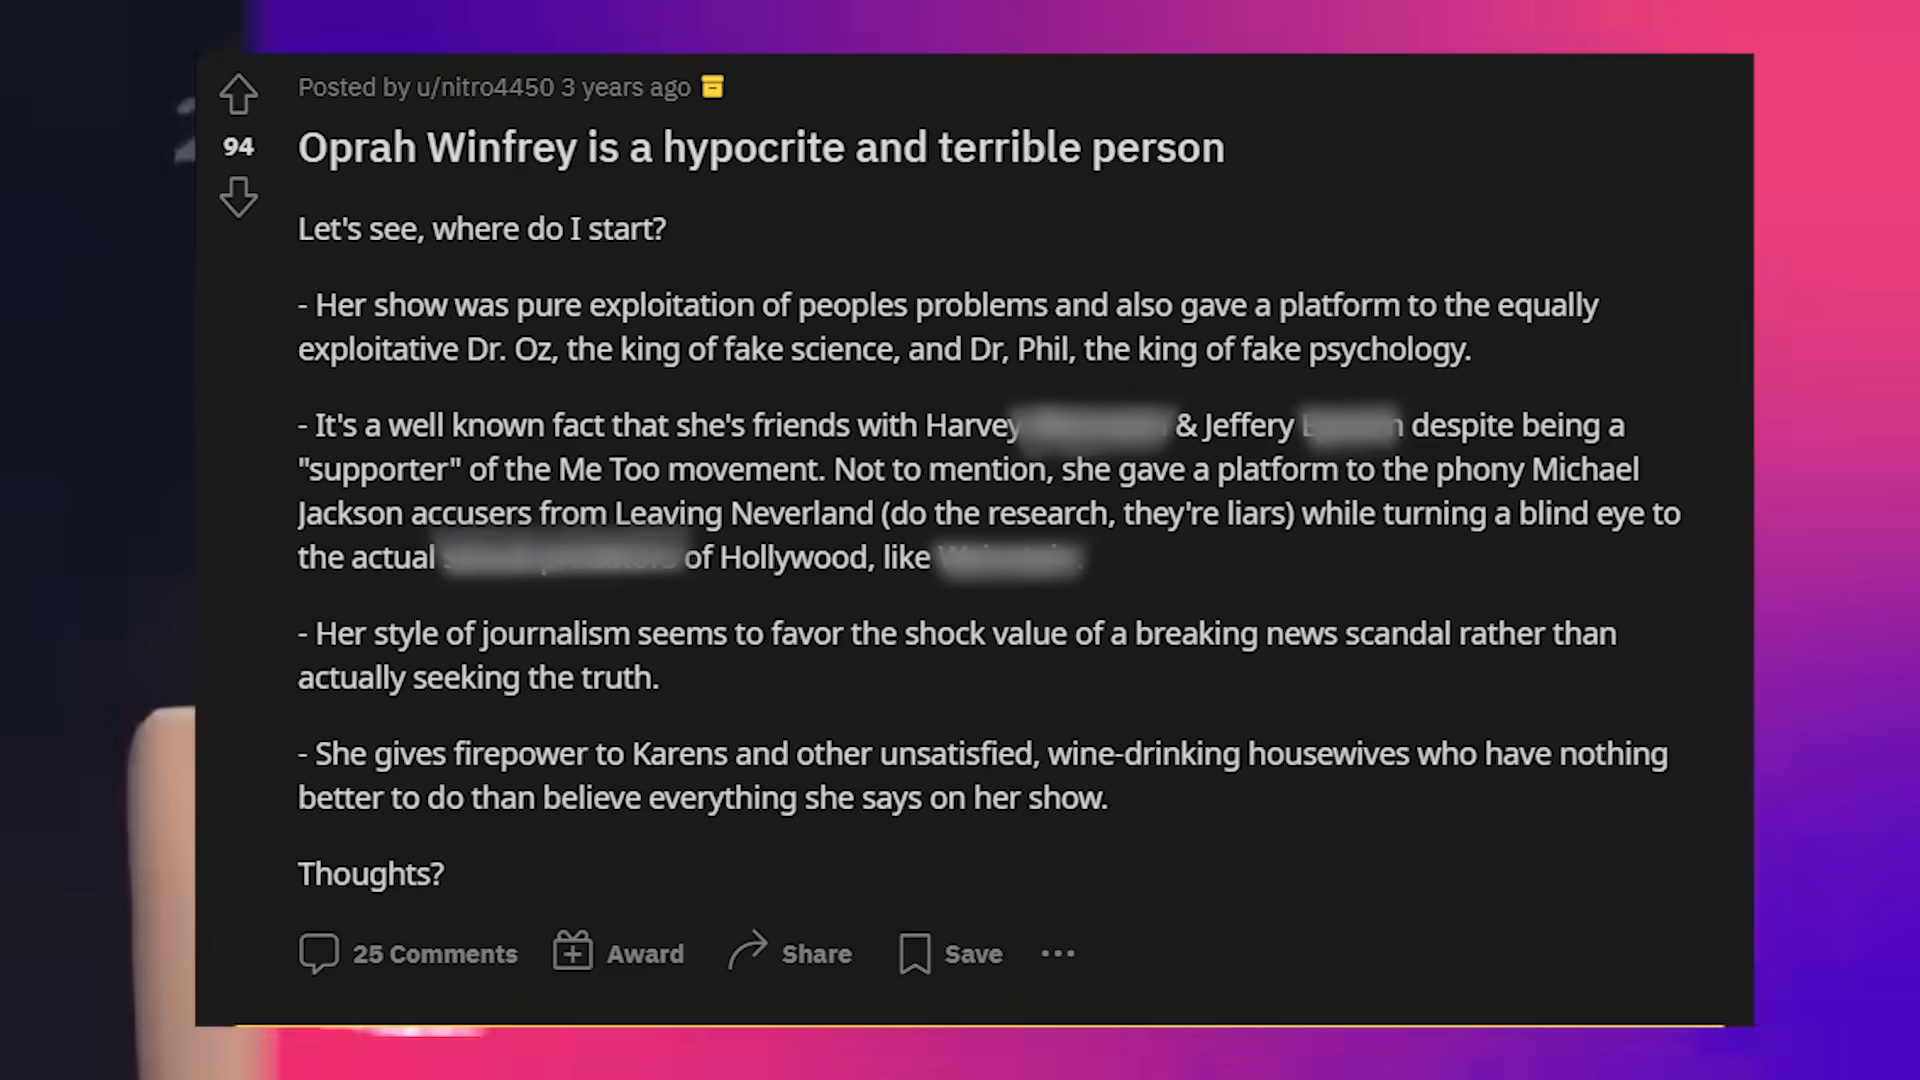 Posted by u/nitro4450 3 years ago
94
Oprah Winfrey is a hypocrite and terrible person
Let's see, where do I start?
- Her show was pure exploitation of peoples problems and also gave a platform to the equally
exploitative Dr. Oz, the king of fake science, and Dr, Phil, the king of fake psychology.
- It's a well known fact that she's friends with Harvey & Jeffery despite being a
"supporter" of the Me Too movement. Not to mention, she gave a platform to the phony Michael
Jackson accusers from Leaving Neverland (do the research, they're liars) while turning a blind eye to
the actual of Hollywood, like
- Her style of journalism seems to favor the shock value of a breaking news scandal rather than
actually seeking the truth.
- She gives firepower to Karens and other unsatisfied, wine-drinking housewives who have nothing
better to do than believe everything she says on her show.
Thoughts?
25 Comments Award Share Save